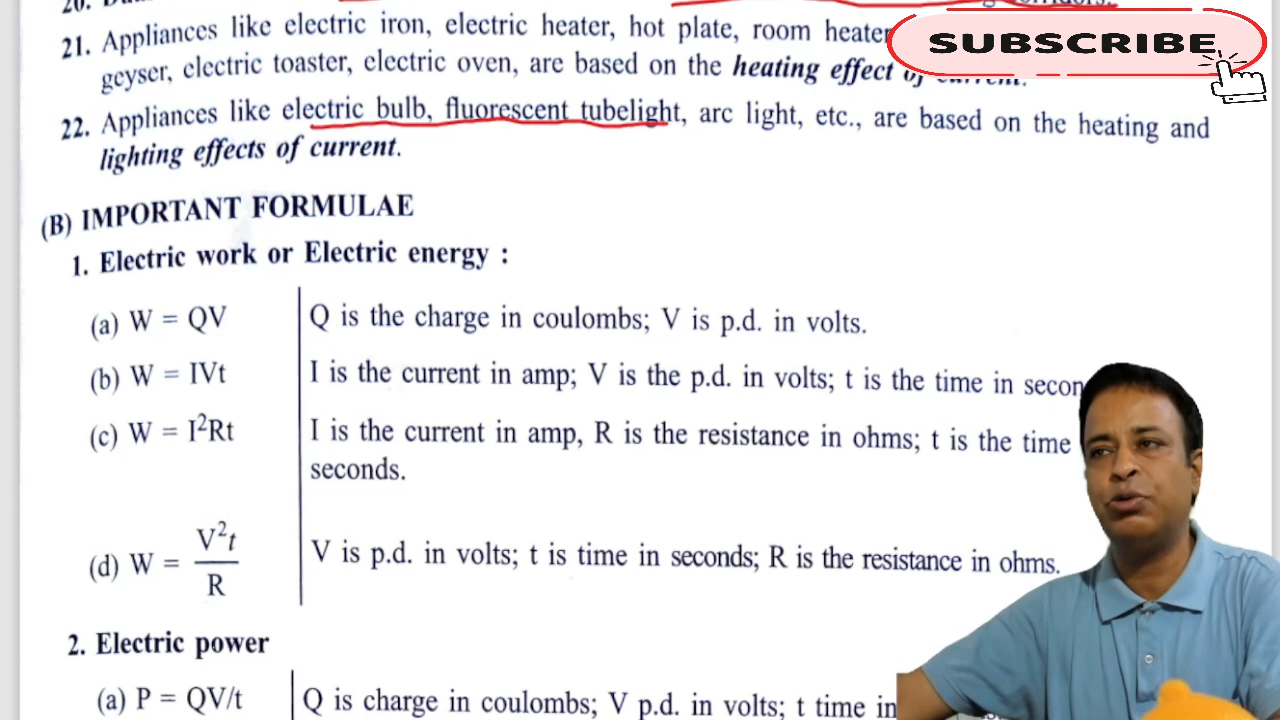 20.
21. Appliances like electric iron, electric heater, hot plate, room heater
SUBSCRIBE
geyser, electric toaster, electric oven, are based on the heating effect of current.
22. Appliances like electric bulb, fluorescent tubelight, arc light, etc., are based on the heating and
lighting effects of current.
(B) IMPORTANT FORMULAE
1. Electric work or Electric energy :
(a) W = QV Q is the charge in coulombs; V is p.d. in volts.
(b) W = IVt I is the current in amp; V is the p.d. in volts; t is the time in secon
(c) W = I²Rt I is the current in amp, R is the resistance in ohms; t is the time
seconds.
(d) W = V²t / R V is p.d. in volts; t is time in seconds; R is the resistance in ohms.
2. Electric power
(a) P = QV/t Q is charge in coulombs; V p.d. in volts; t time in